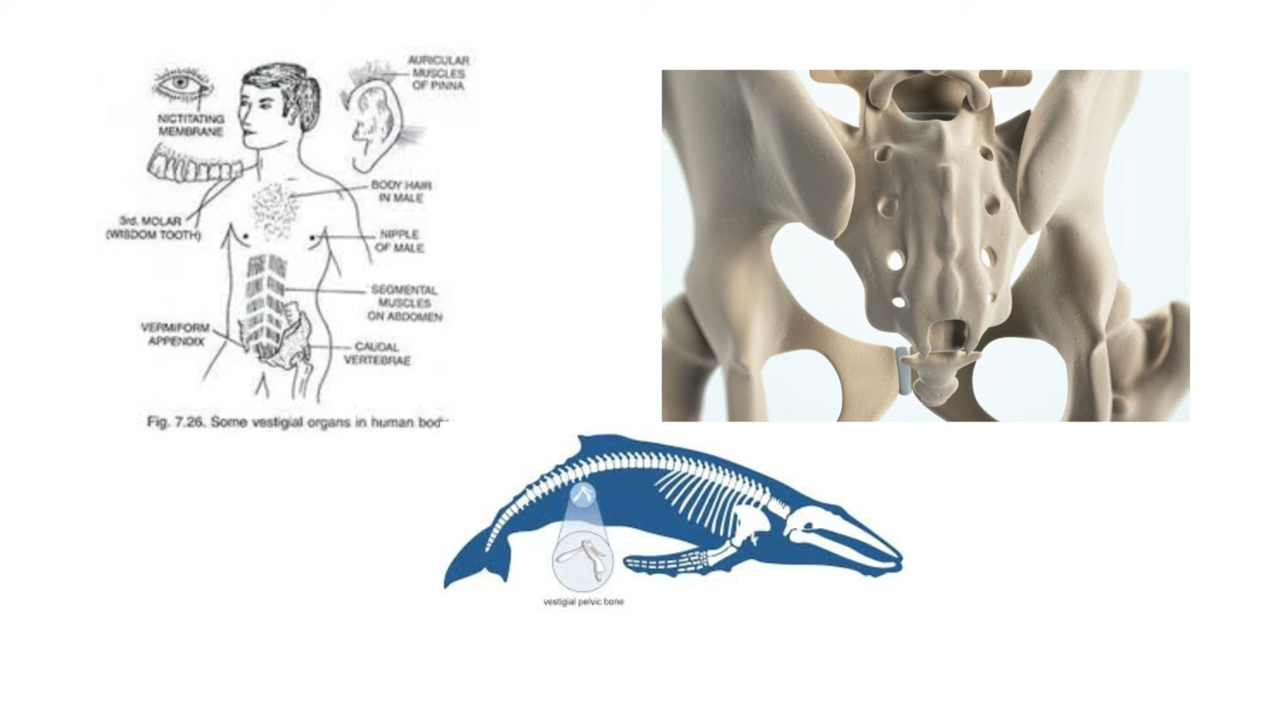 AURICULAR
MUSCLES
OF PINNA
NICTITATING
MEMBRANE
BODY HAIR
IN MALE
3rd. MOLAR
(WISDOM TOOTH)
NIPPLE
OF MALE
SEGMENTAL
MUSCLES
ON ABDOMEN
VERMIFORM
APPENDIX
CAUDAL
VERTEBRAE
Fig. 7.26. Some vestigial organs in human bod
vestigial pelvic bone